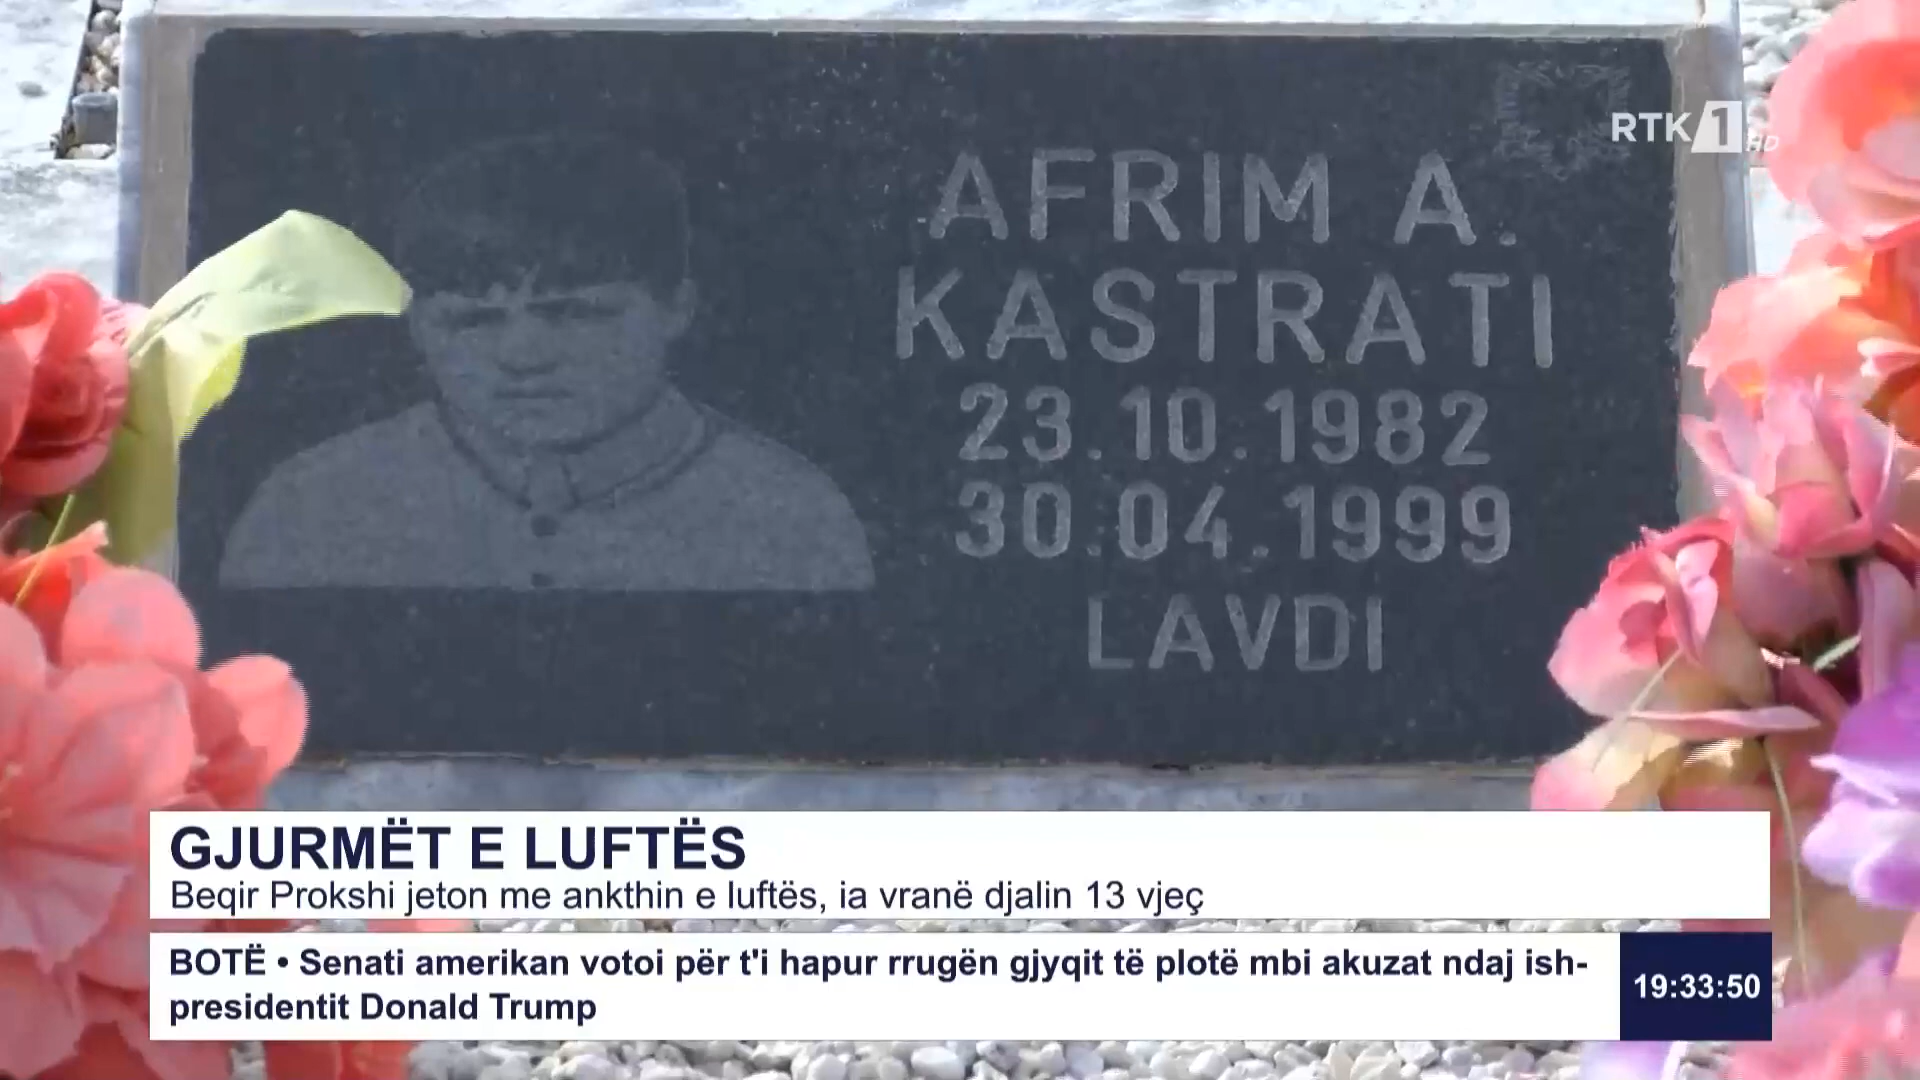 RTK 1 HD
AFRIM A.
KASTRATI
23.10.1982
30.04.1999
LAVDI
GJURMËT E LUFTËS
Beqir Prokshi jeton me ankthin e luftës, ia vranë djalin 13 vjeç
BOTË • Senati amerikan votoi për t'i hapur rrugën gjyqit të plotë mbi akuzat ndaj ish-
presidentit Donald Trump
19:33:50